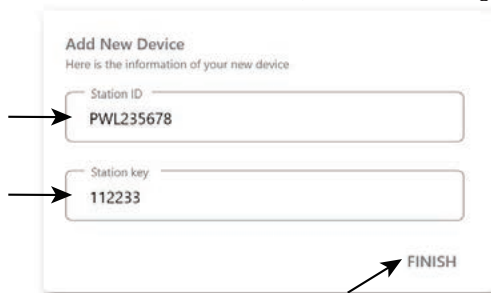 Add New Device
Here is the information of your new device
Station ID
PWL235678
Station key
112233
FINISH